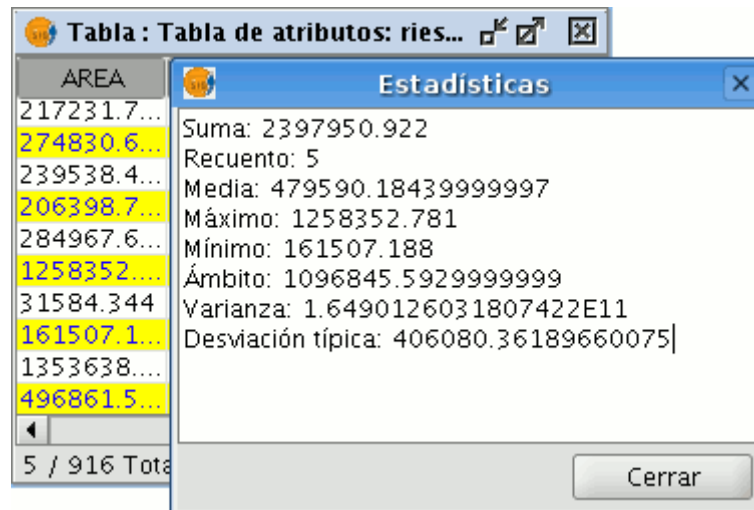 Tabla : Tabla de atributos: ries...
AREA
217231.7...
274830.6...
239538.4...
206398.7...
284967.6...
1258352....
31584.344
161507.1...
1353638....
496861.5...
5 / 916 Tota
Estadísticas
Suma: 2397950.922
Recuento: 5
Media: 479590.18439999997
Máximo: 1258352.781
Mínimo: 161507.188
Ámbito: 1096845.5929999999
Varianza: 1.6490126031807422E11
Desviación típica: 406080.36189660075
Cerrar